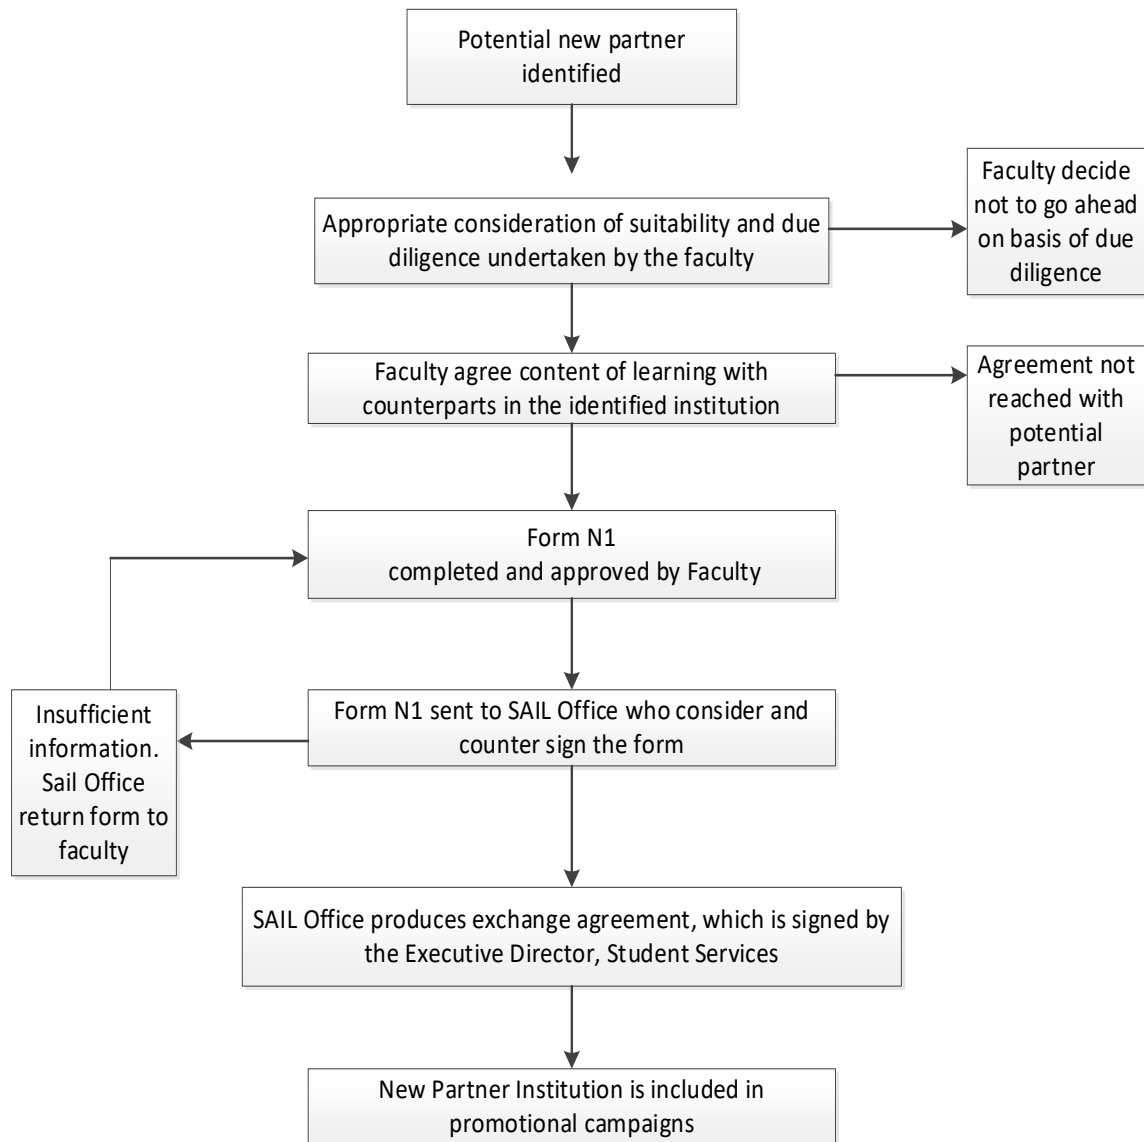 Potential new partner
identified
Appropriate consideration of suitability and due
diligence undertaken by the faculty
Faculty decide
not to go ahead
on basis of due
diligence
Faculty agree content of learning with
counterparts in the identified institution
Agreement not
reached with
potential
partner
Form N1
completed and approved by Faculty
Form N1 sent to SAIL Office who consider and
counter sign the form
Insufficient
information.
Sail Office
return form to
faculty
SAIL Office produces exchange agreement, which is signed by
the Executive Director, Student Services
New Partner Institution is included in
promotional campaigns